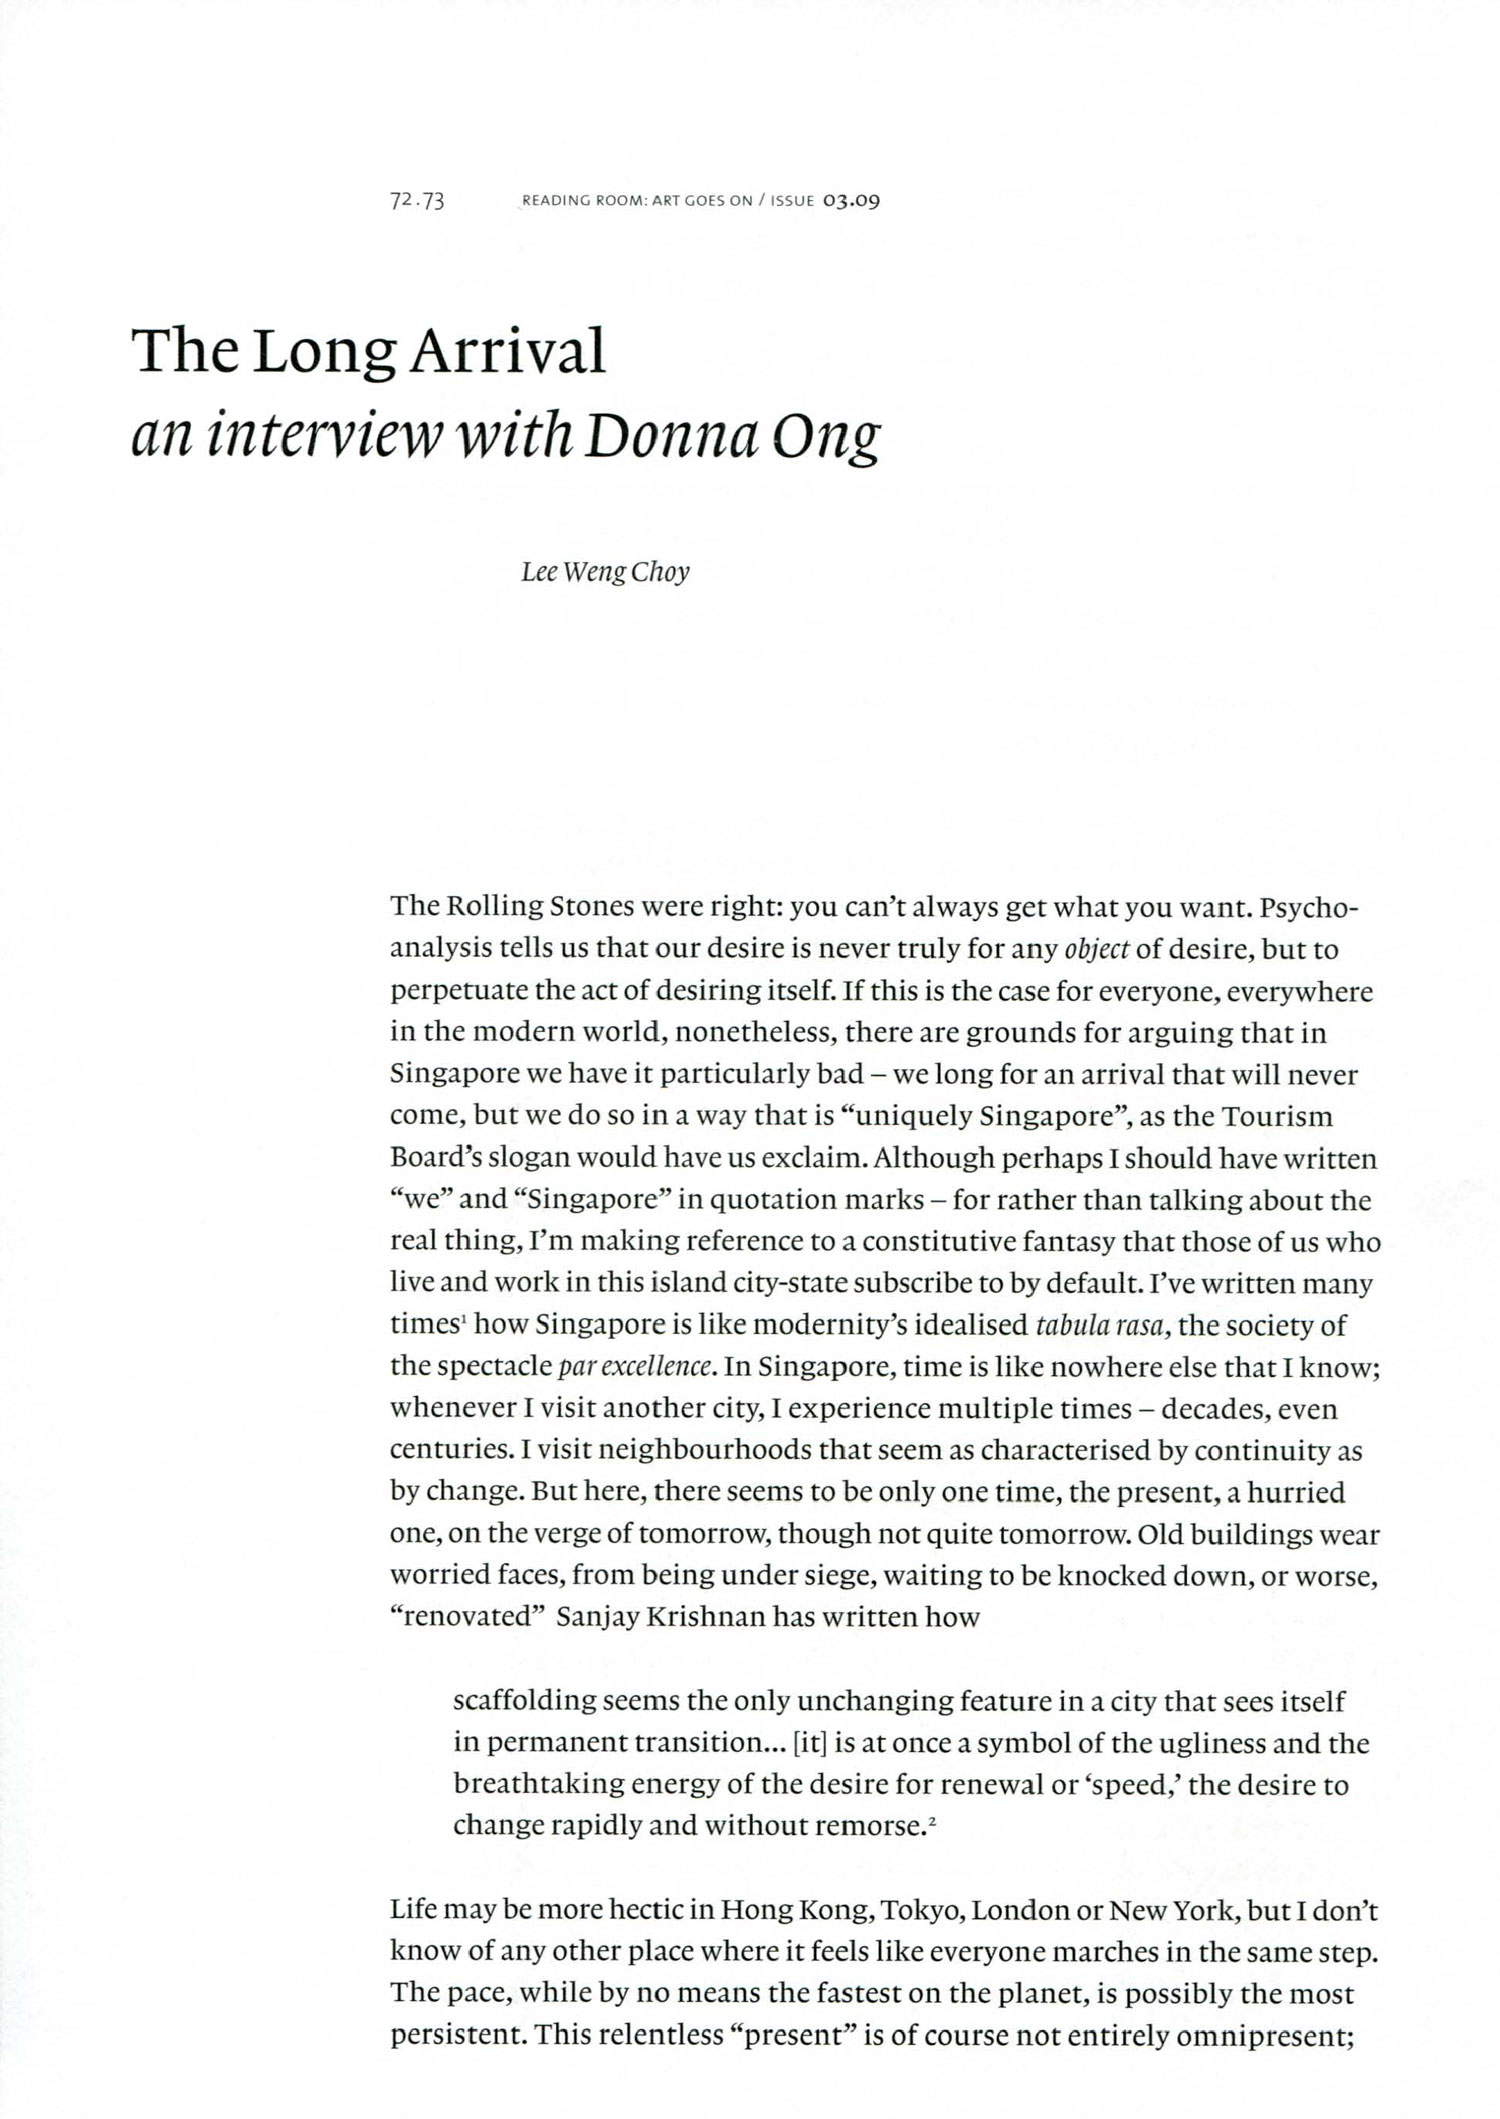 72.73 READING ROOM: ART GOES ON / ISSUE 03.09
The Long Arrival
an interview with Donna Ong
Lee Weng Choy
The Rolling Stones were right: you can’t always get what you want. Psycho-
analysis tells us that our desire is never truly for any object of desire, but to
perpetuate the act of desiring itself. If this is the case for everyone, everywhere
in the modern world, nonetheless, there are grounds for arguing that in
Singapore we have it particularly bad – we long for an arrival that will never
come, but we do so in a way that is “uniquely Singapore”, as the Tourism
Board’s slogan would have us exclaim. Although perhaps I should have written
“we” and “Singapore” in quotation marks – for rather than talking about the
real thing, I’m making reference to a constitutive fantasy that those of us who
live and work in this island city-state subscribe to by default. I’ve written many
times¹ how Singapore is like modernity’s idealised tabula rasa, the society of
the spectacle par excellence. In Singapore, time is like nowhere else that I know;
whenever I visit another city, I experience multiple times – decades, even
centuries. I visit neighbourhoods that seem as characterised by continuity as
by change. But here, there seems to be only one time, the present, a hurried
one, on the verge of tomorrow, though not quite tomorrow. Old buildings wear
worried faces, from being under siege, waiting to be knocked down, or worse,
“renovated” Sanjay Krishnan has written how
scaffolding seems the only unchanging feature in a city that sees itself
in permanent transition... [it] is at once a symbol of the ugliness and the
breathtaking energy of the desire for renewal or ‘speed,’ the desire to
change rapidly and without remorse.²
Life may be more hectic in Hong Kong, Tokyo, London or New York, but I don’t
know of any other place where it feels like everyone marches in the same step.
The pace, while by no means the fastest on the planet, is possibly the most
persistent. This relentless “present” is of course not entirely omnipresent;